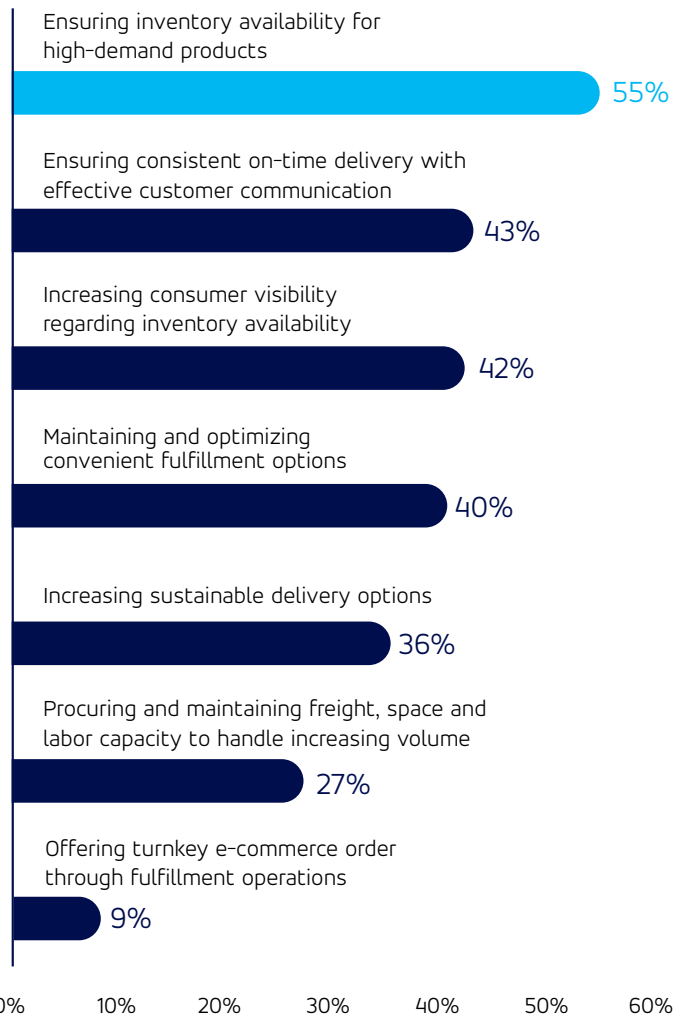 Ensuring inventory availability for
high-demand products
55%
Ensuring consistent on-time delivery with
effective customer communication
43%
Increasing consumer visibility
regarding inventory availability
42%
Maintaining and optimizing
convenient fulfillment options
40%
Increasing sustainable delivery options
36%
Procuring and maintaining freight, space and
labor capacity to handle increasing volume
27%
Offering turnkey e-commerce order
through fulfillment operations
9%
0% 10% 20% 30% 40% 50% 60%